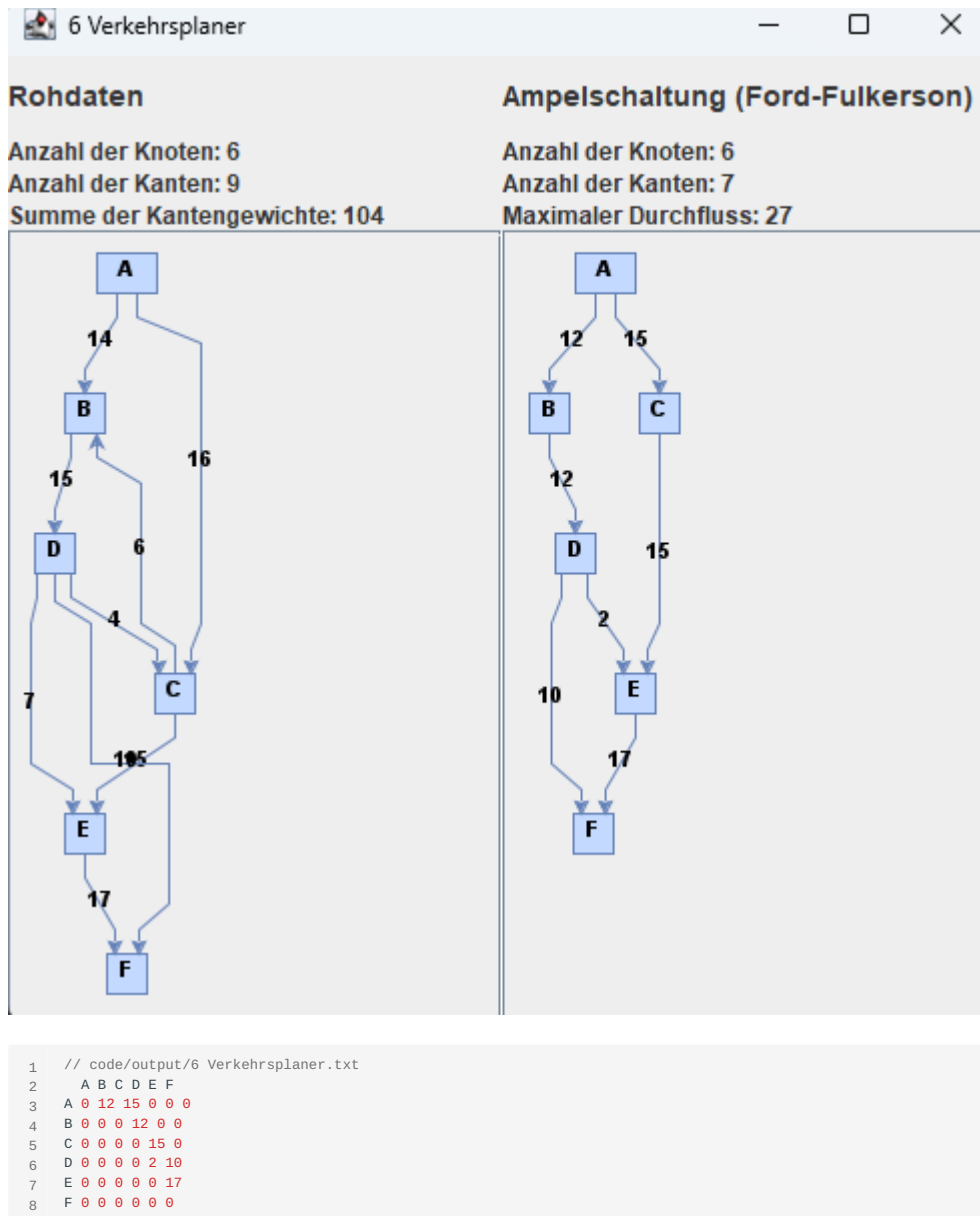 6 Verkehrsplaner
Rohdaten
Anzahl der Knoten: 6
Anzahl der Kanten: 9
Summe der Kantengewichte: 104
A
14
B
16
15
D
6
4
C
7
E
17
F
Ampelschaltung (Ford-Fulkerson)
Anzahl der Knoten: 6
Anzahl der Kanten: 7
Maximaler Durchfluss: 27
A
12 15
B C
12
D
15
2
10 E
17
F
1 // code/output/6 Verkehrsplaner.txt
2 A B C D E F
3 A 0 12 15 0 0 0
4 B 0 0 0 12 0 0
5 C 0 0 0 0 15 0
6 D 0 0 0 0 2 10
7 E 0 0 0 0 0 17
8 F 0 0 0 0 0 0